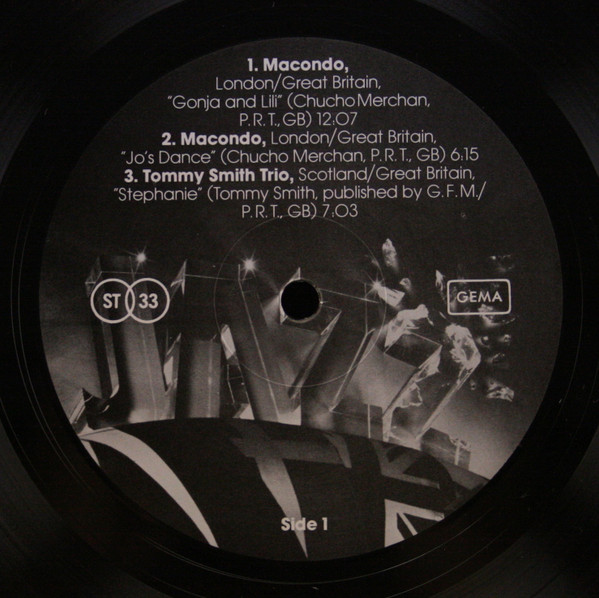 1. Macondo,
London/Great Britain,
"Gonja and Lili" (Chucho Merchan,
P.R.T., GB) 12:07
2. Macondo, London/Great Britain,
"Jo's Dance" (Chucho Merchan, P.R.T., GB) 6.15
3. Tommy Smith Trio, Scotland/Great Britain,
"Stephanie" (Tommy Smith, published by G.F.M./
P.R.T., GB) 7:03
ST 33
GEMA
Side 1